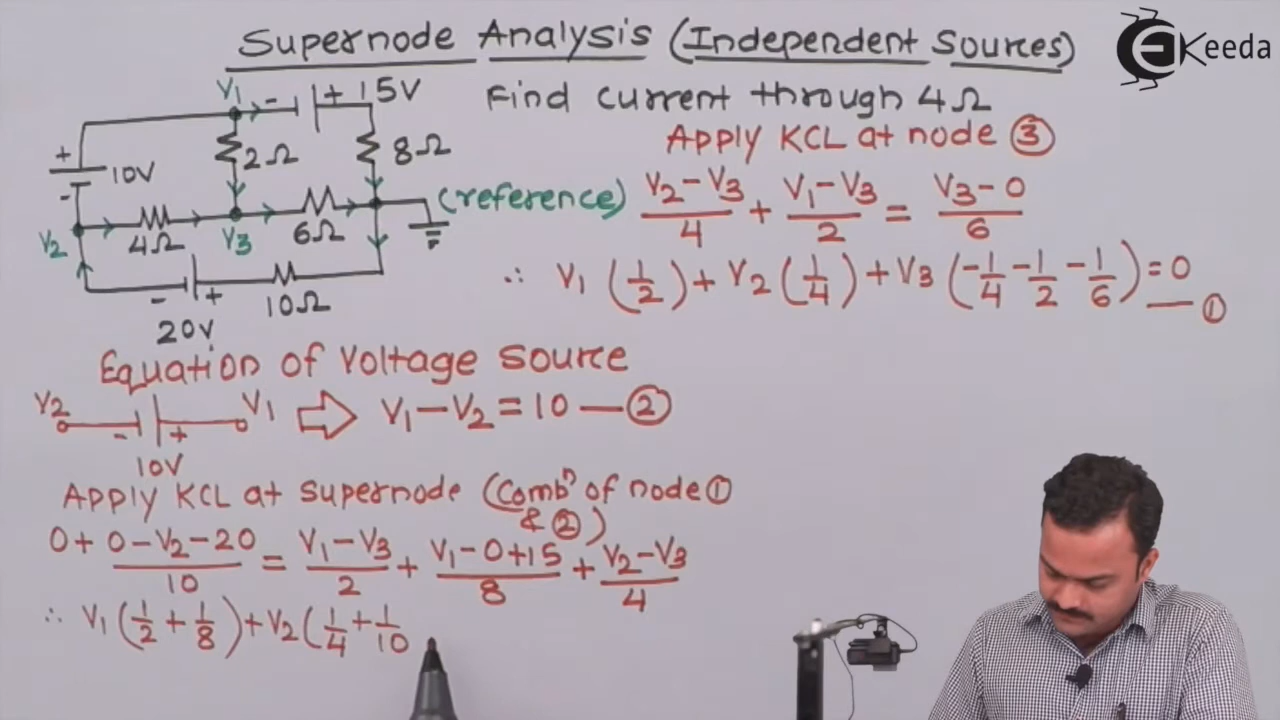 Supernode Analysis (Independent Sources)
EKeeda
Find current through 4Ω
V1
- + 15V
+
10V
-
2Ω
8Ω
V2
4Ω
V3
6Ω
(reference)
- +
20V
10Ω
Apply KCL at node ③
V2-V3/4 + V1-V3/2 = V3-0/6
∴ V1 (1/2) + V2 (1/4) + V3 (-1/4 -1/2 -1/6) = 0 — ①
Equation of Voltage source
V2 - + V1 ⇨ V1-V2 = 10 — ②
10V
Apply KCL at supernode (Combⁿ of node ①
& ②)
0+ 0-V2-20/10 = V1-V3/2 + V1-0+15/8 + V2-V3/4
∴ V1 (1/2 + 1/8) + V2 (1/4 + 1/10